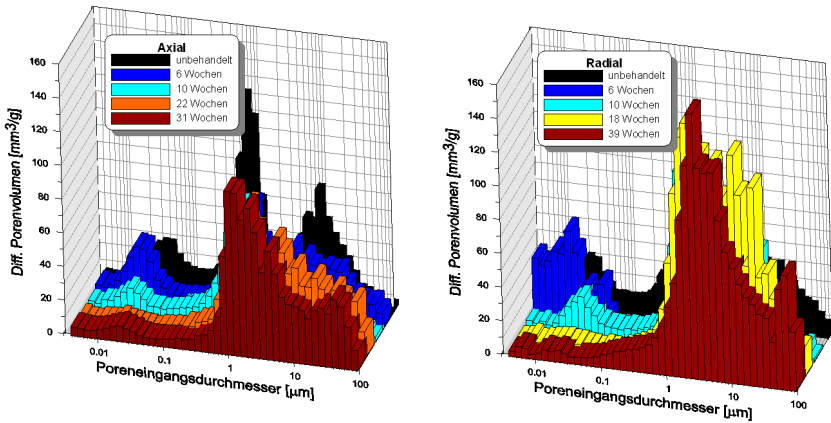 Axial
unbehandelt
6 Wochen
10 Wochen
22 Wochen
31 Wochen
160
140
120
100
80
60
40
20
0
Diff. Porenvolumen [mm³/g]
0.01
0.1
1
10
100
Poreneingangsdurchmesser [µm]
Radial
unbehandelt
6 Wochen
10 Wochen
18 Wochen
39 Wochen
160
140
120
100
80
60
40
20
0
Diff. Porenvolumen [mm³/g]
0.01
0.1
1
10
100
Poreneingangsdurchmesser [µm]